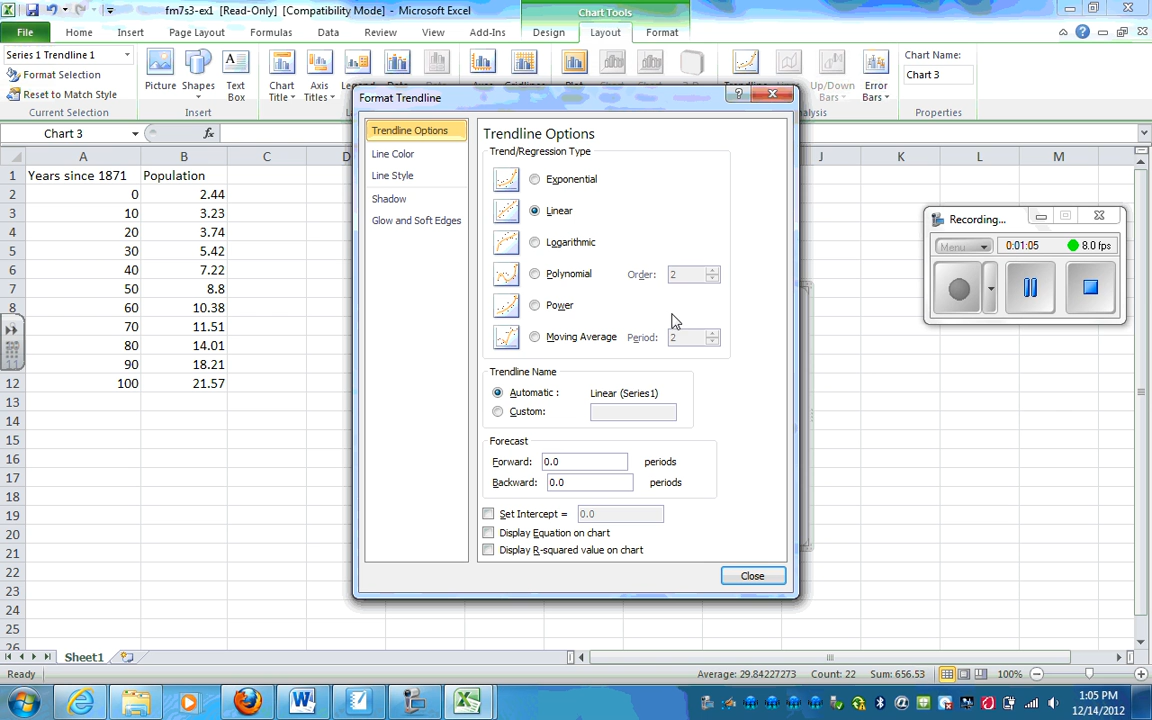 fm7s3-ex1 [Read-Only] [Compatibility Mode] - Microsoft Excel
Chart Tools
File Home Insert Page Layout Formulas Data Review View Add-Ins Design Layout Format
Series 1 Trendline 1
Format Selection
Reset to Match Style
Current Selection
Picture Shapes Text Box
Insert
Chart Title Axis Titles
Up/Down Bars Error Bars
Chart Name:
Chart 3
Properties
Chart 3 fx
A B C D J K L M
1 Years since 1871 Population
2 0 2.44
3 10 3.23
4 20 3.74
5 30 5.42
6 40 7.22
7 50 8.8
8 60 10.38
70 11.51
80 14.01
11 90 18.21
12 100 21.57
13
14
15
16
17
18
19
20
21
22
23
24
25
26
Format Trendline
Trendline Options
Line Color
Line Style
Shadow
Glow and Soft Edges
Trendline Options
Trend/Regression Type
Exponential
Linear
Logarithmic
Polynomial Order: 2
Power
Moving Average Period: 2
Trendline Name
Automatic : Linear (Series1)
Custom:
Forecast
Forward: 0.0 periods
Backward: 0.0 periods
Set Intercept = 0.0
Display Equation on chart
Display R-squared value on chart
Close
Recording...
Menu 0:01:05 8.0 fps
Sheet1
Ready Average: 29.84227273 Count: 22 Sum: 656.53 100%
1:05 PM
12/14/2012